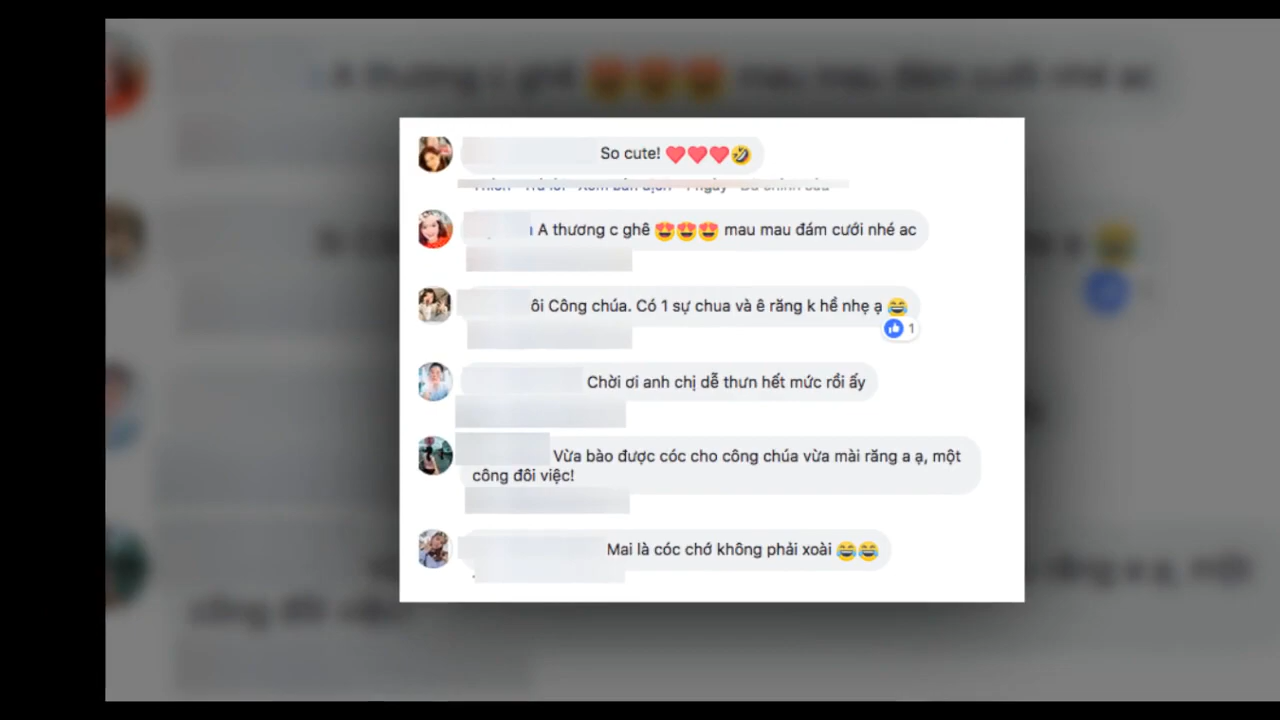 So cute! ❤❤❤🤣
A thương c ghê 😍😍😍 mau mau đám cưới nhé ac
ôi Công chúa. Có 1 sự chua và ê răng k hề nhẹ ạ 😂
1
Chời ơi anh chị dễ thưn hết mức rồi ấy
Vừa bào được cóc cho công chúa vừa mài răng a ạ, một
công đôi việc!
Mai là cóc chớ không phải xoài 😂😂